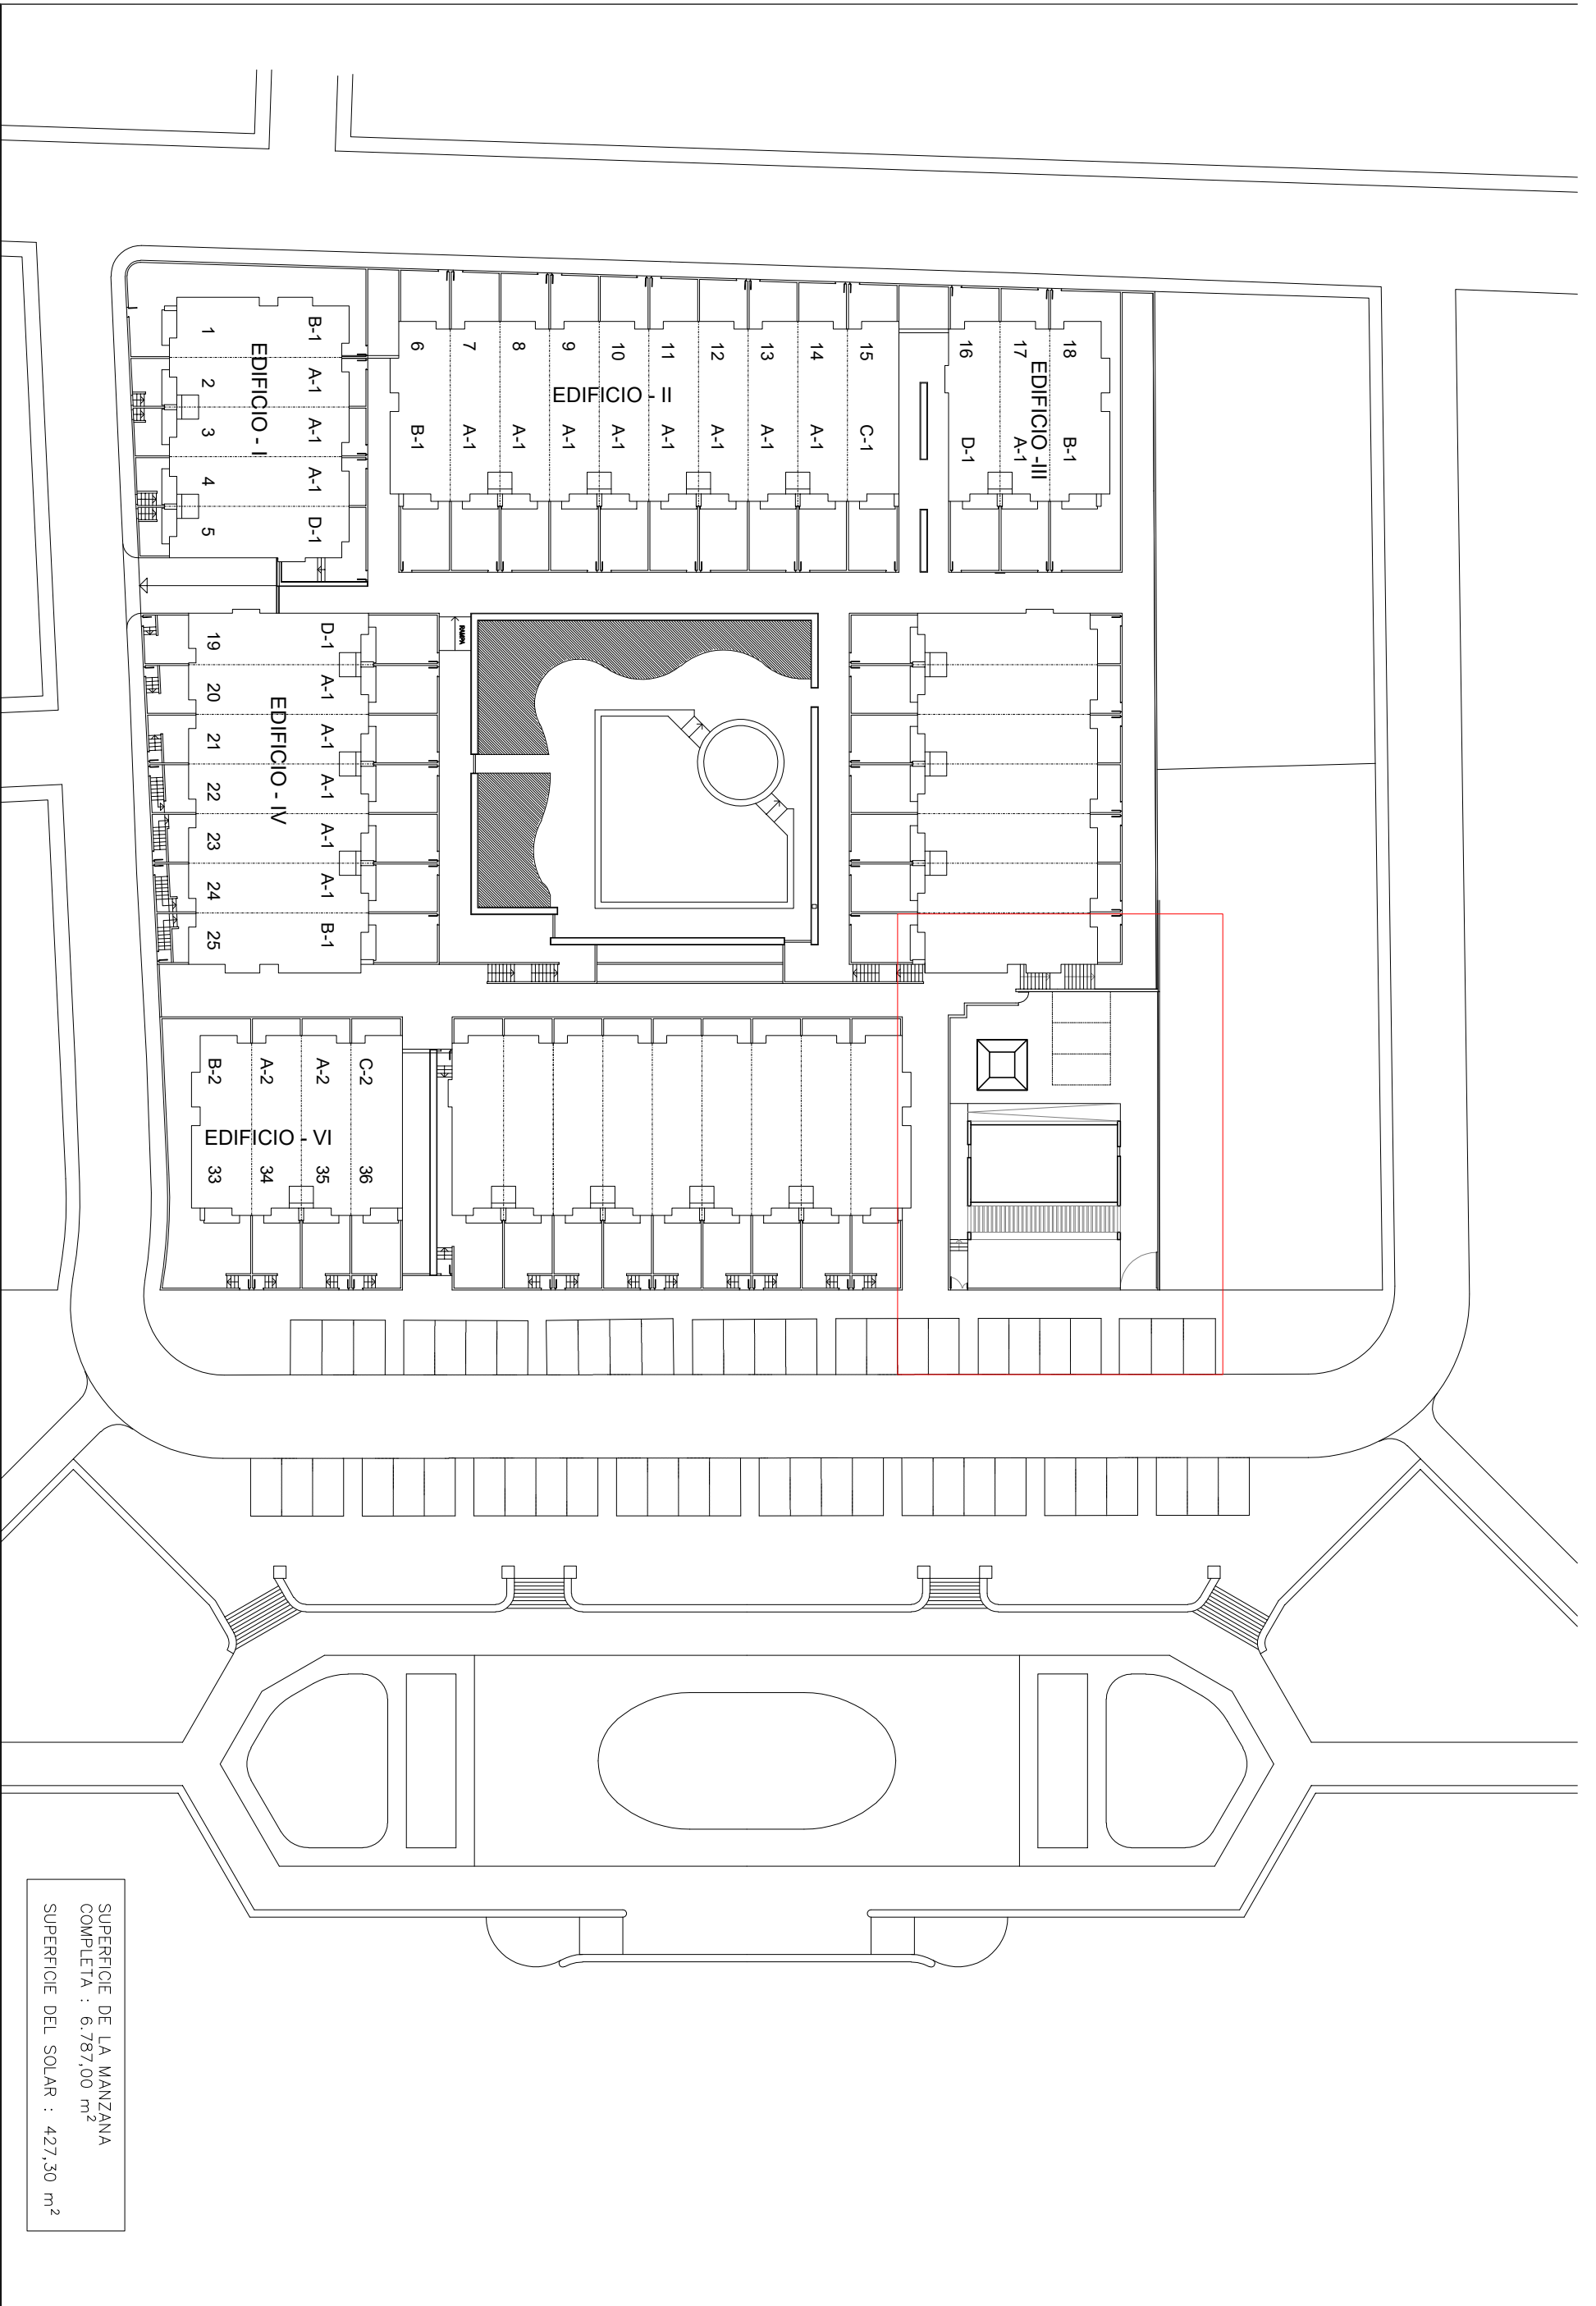 B-1
A-1
A-1
A-1
D-1
EDIFICIO - I
1
2
3
4
5
6
7
8
9
10
11
12
13
14
15
EDIFICIO - II
B-1
A-1
A-1
A-1
A-1
A-1
A-1
A-1
A-1
C-1
16
17
18
EDIFICIO -III
D-1
A-1
B-1
RAMPA
D-1
A-1
A-1
A-1
A-1
A-1
B-1
EDIFICIO - IV
19
20
21
22
23
24
25
B-2
A-2
A-2
C-2
EDIFICIO - VI
33
34
35
36
SUPERFICIE DE LA MANZANA
COMPLETA : 6.787,00 m²
SUPERFICIE DEL SOLAR : 427,30 m²